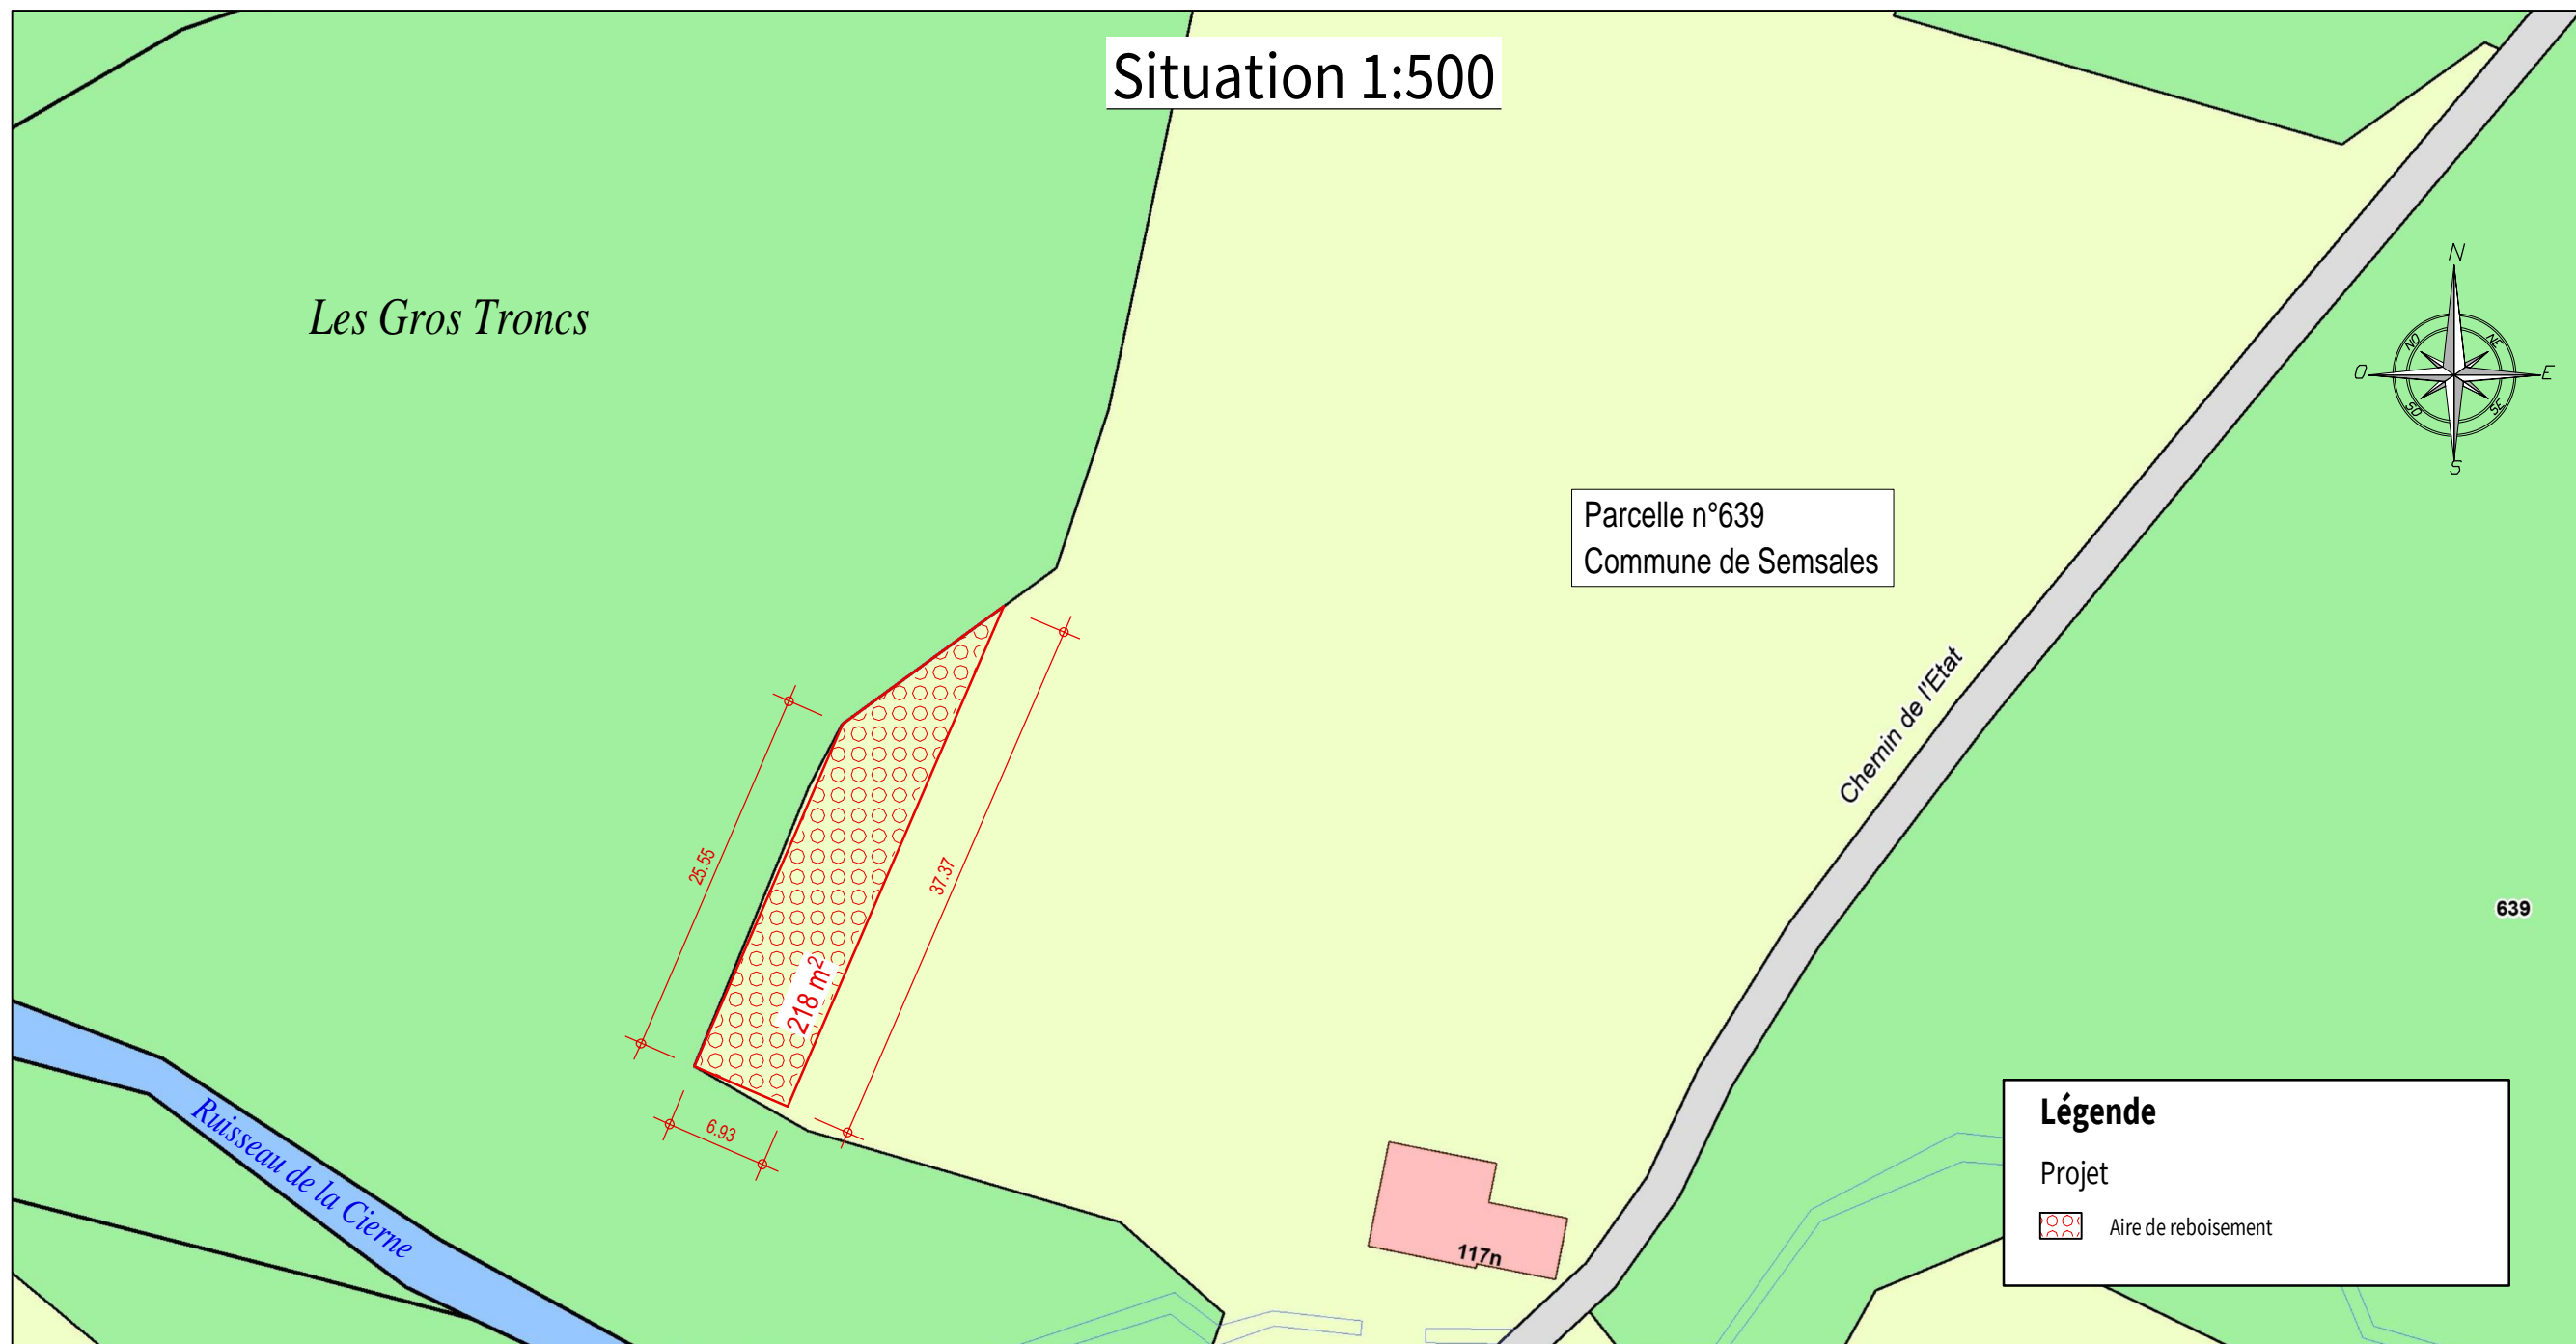 Situation 1:500
N
NO
NE
O
E
SO
SE
S
Les Gros Troncs
Parcelle n°639
Commune de Semsales
Chemin de l'Etat
25.55
37.37
639
218 m²
6.93
Ruisseau de la Cierne
117n
Légende
Projet
Aire de reboisement